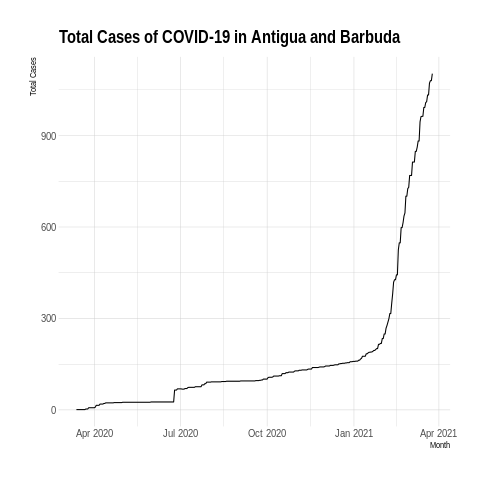 Total Cases of COVID-19 in Antigua and Barbuda
Total Cases
900
600
300
0
Apr 2020 Jul 2020 Oct 2020 Jan 2021 Apr 2021
Month